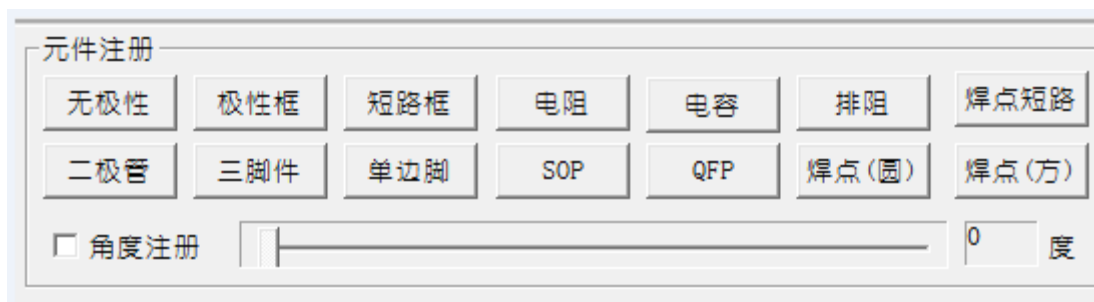 元件注册
无极性 极性框 短路框 电阻 电容 排阻 焊点短路
二极管 三脚件 单边脚 SOP QFP 焊点(圆) 焊点(方)
角度注册 0 度